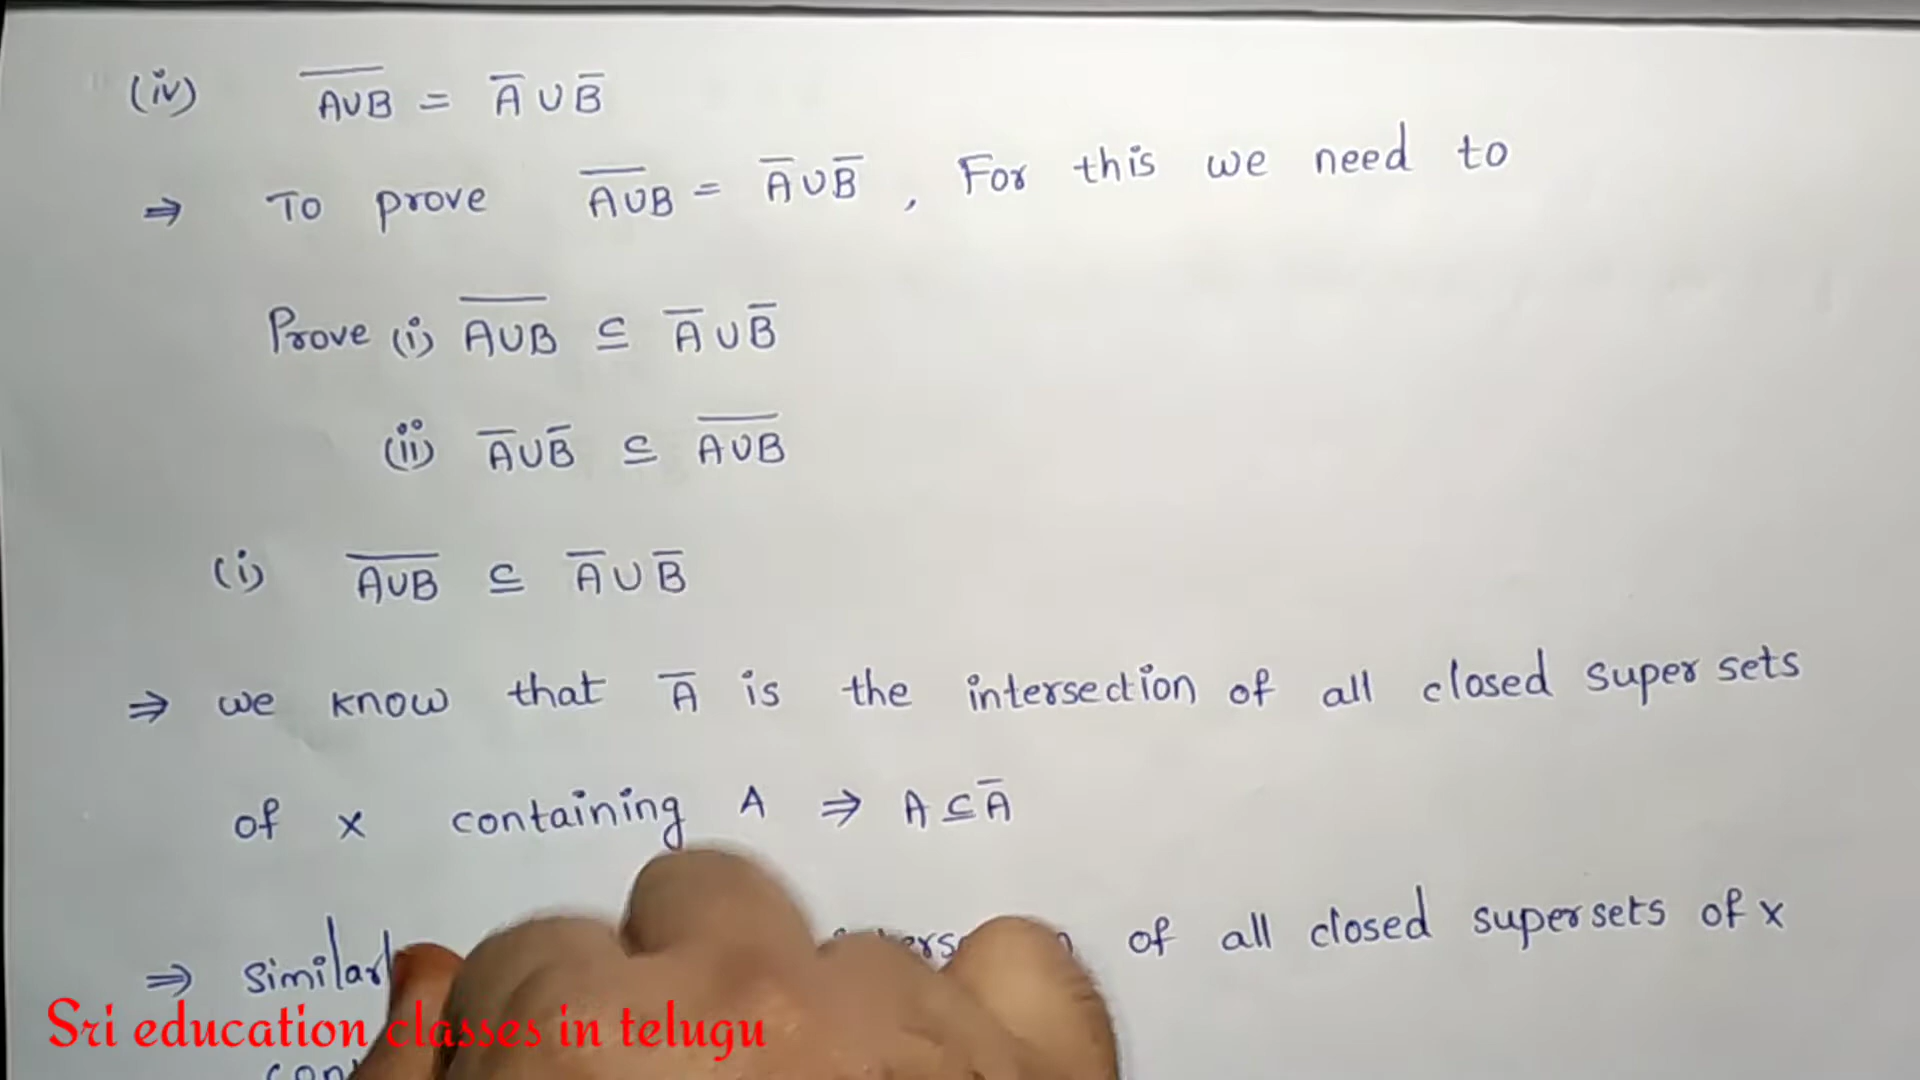 (iv) A̅U̅B̅ = A̅ ∪ B̅
⇒ To prove A̅U̅B̅ = A̅ ∪ B̅ , For this we need to
Prove (i) A̅U̅B̅ ⊆ A̅ ∪ B̅
(ii) A̅ ∪ B̅ ⊆ A̅U̅B̅
(i) A̅U̅B̅ ⊆ A̅ ∪ B̅
⇒ we know that A̅ is the intersection of all closed super sets
of x containing A ⇒ A ⊆ A̅
⇒ of all closed supersets of x
Sri education classes in telugu